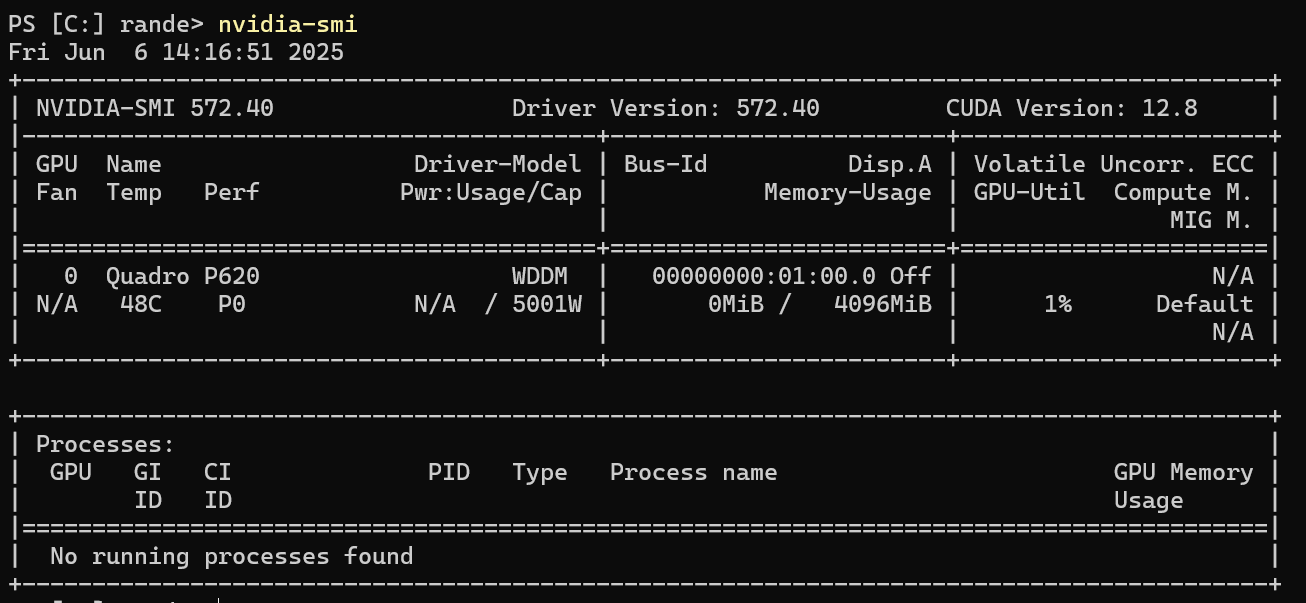 PS [C:] rande> nvidia-smi
Fri Jun  6 14:16:51 2025
+-----------------------------------------------------------------------------------------+
| NVIDIA-SMI 572.40                 Driver Version: 572.40         CUDA Version: 12.8     |
|-----------------------------------------+------------------------+----------------------+
| GPU  Name                  Driver-Model | Bus-Id          Disp.A | Volatile Uncorr. ECC |
| Fan  Temp   Perf          Pwr:Usage/Cap |           Memory-Usage | GPU-Util  Compute M. |
|                                         |                        |               MIG M. |
|=========================================+========================+======================|
|   0  Quadro P620                  WDDM  |   00000000:01:00.0 Off |                  N/A |
| N/A   48C    P0            N/A  / 5001W |       0MiB /   4096MiB |      1%      Default |
|                                         |                        |                  N/A |
+-----------------------------------------+------------------------+----------------------+

+-----------------------------------------------------------------------------------------+
| Processes:                                                                              |
|  GPU   GI   CI              PID   Type   Process name                        GPU Memory |
|        ID   ID                                                               Usage      |
|=========================================================================================|
|  No running processes found                                                             |
+-----------------------------------------------------------------------------------------+